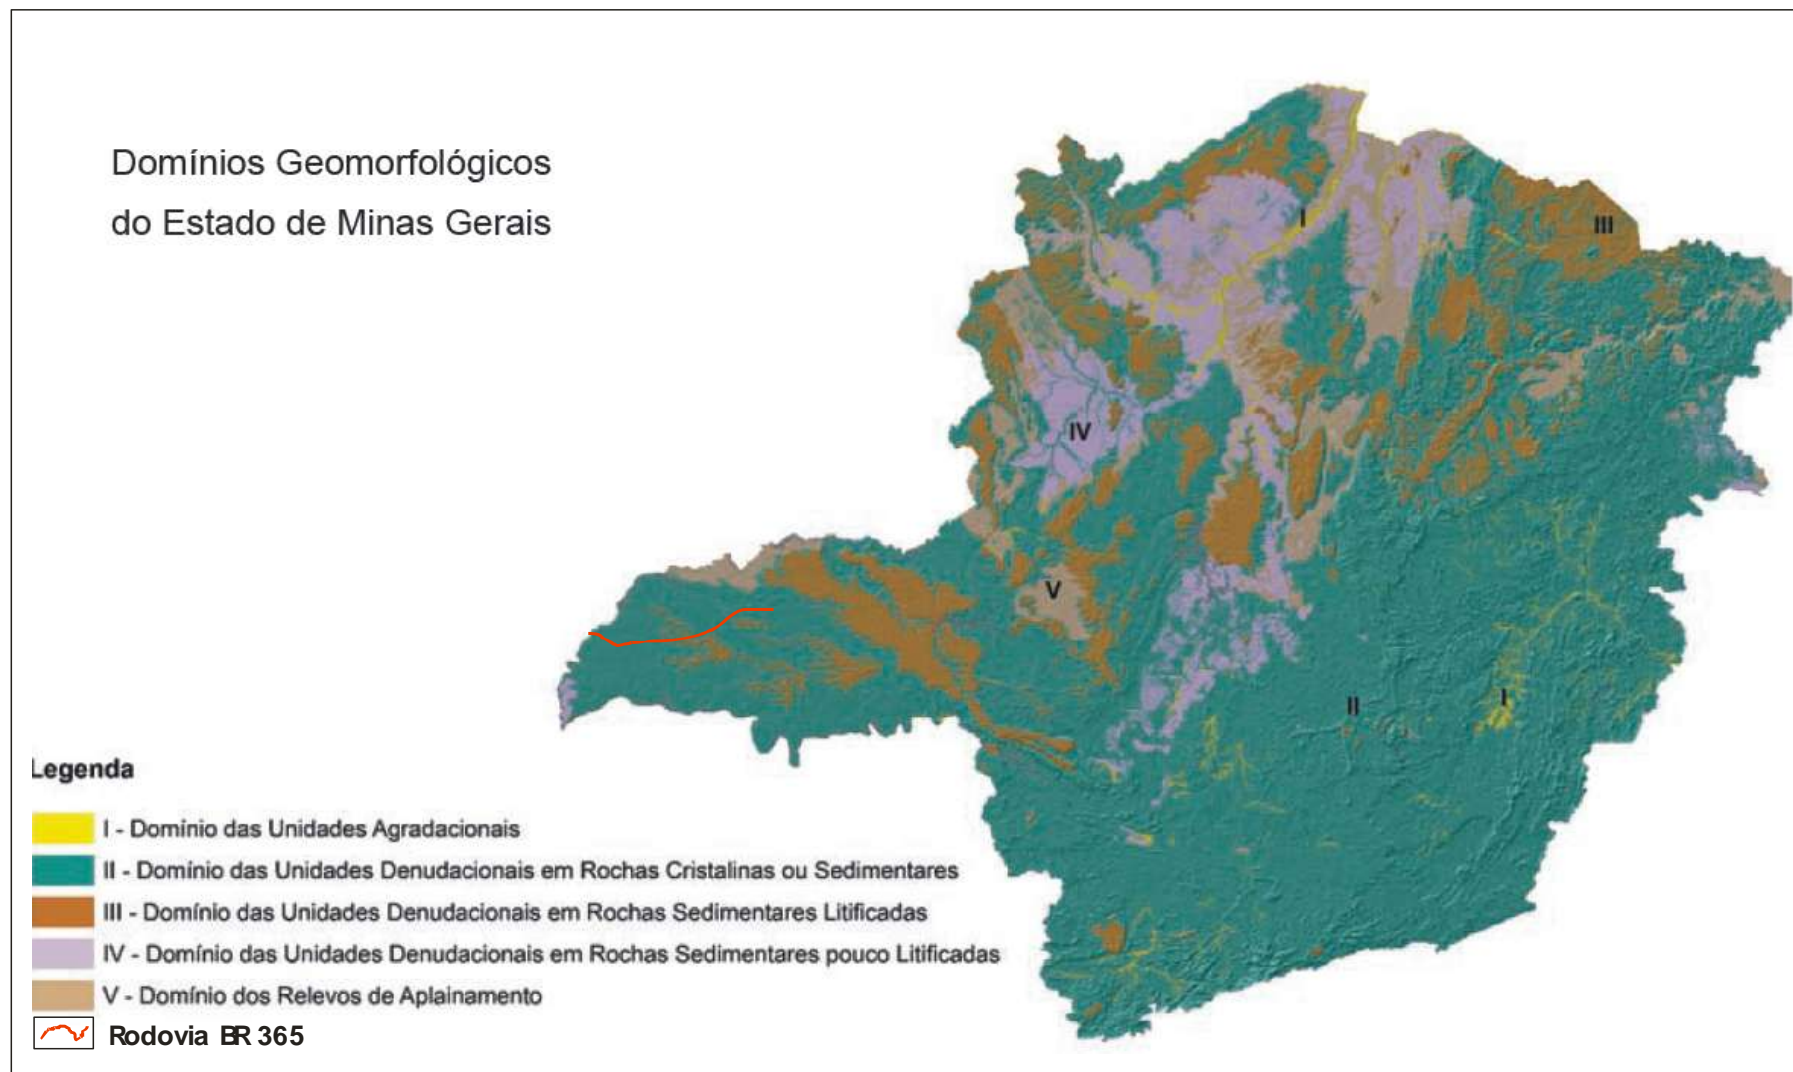 Domínios Geomorfológicos
do Estado de Minas Gerais
I
III
IV
V
II
I
Legenda
I - Domínio das Unidades Agradacionais
II - Domínio das Unidades Denudacionais em Rochas Cristalinas ou Sedimentares
III - Domínio das Unidades Denudacionais em Rochas Sedimentares Litificadas
IV - Domínio das Unidades Denudacionais em Rochas Sedimentares pouco Litificadas
V - Domínio dos Relevos de Aplainamento
Rodovia BR 365